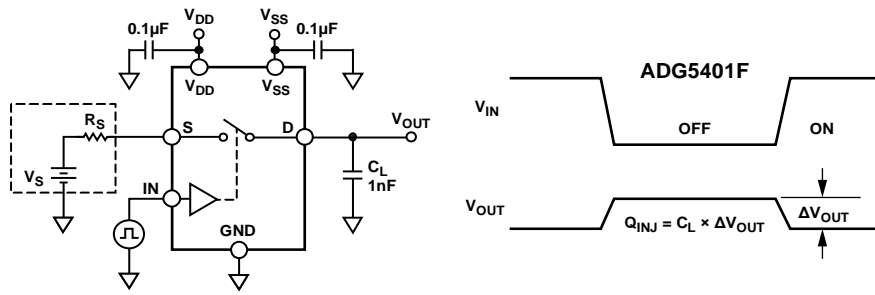 V_DD V_SS
0.1µF 0.1µF
V_DD V_SS
R_S S D V_OUT
V_S C_L
1nF
IN
GND
ADG5401F
V_IN
OFF ON
V_OUT Q_INJ = C_L × ΔV_OUT ΔV_OUT